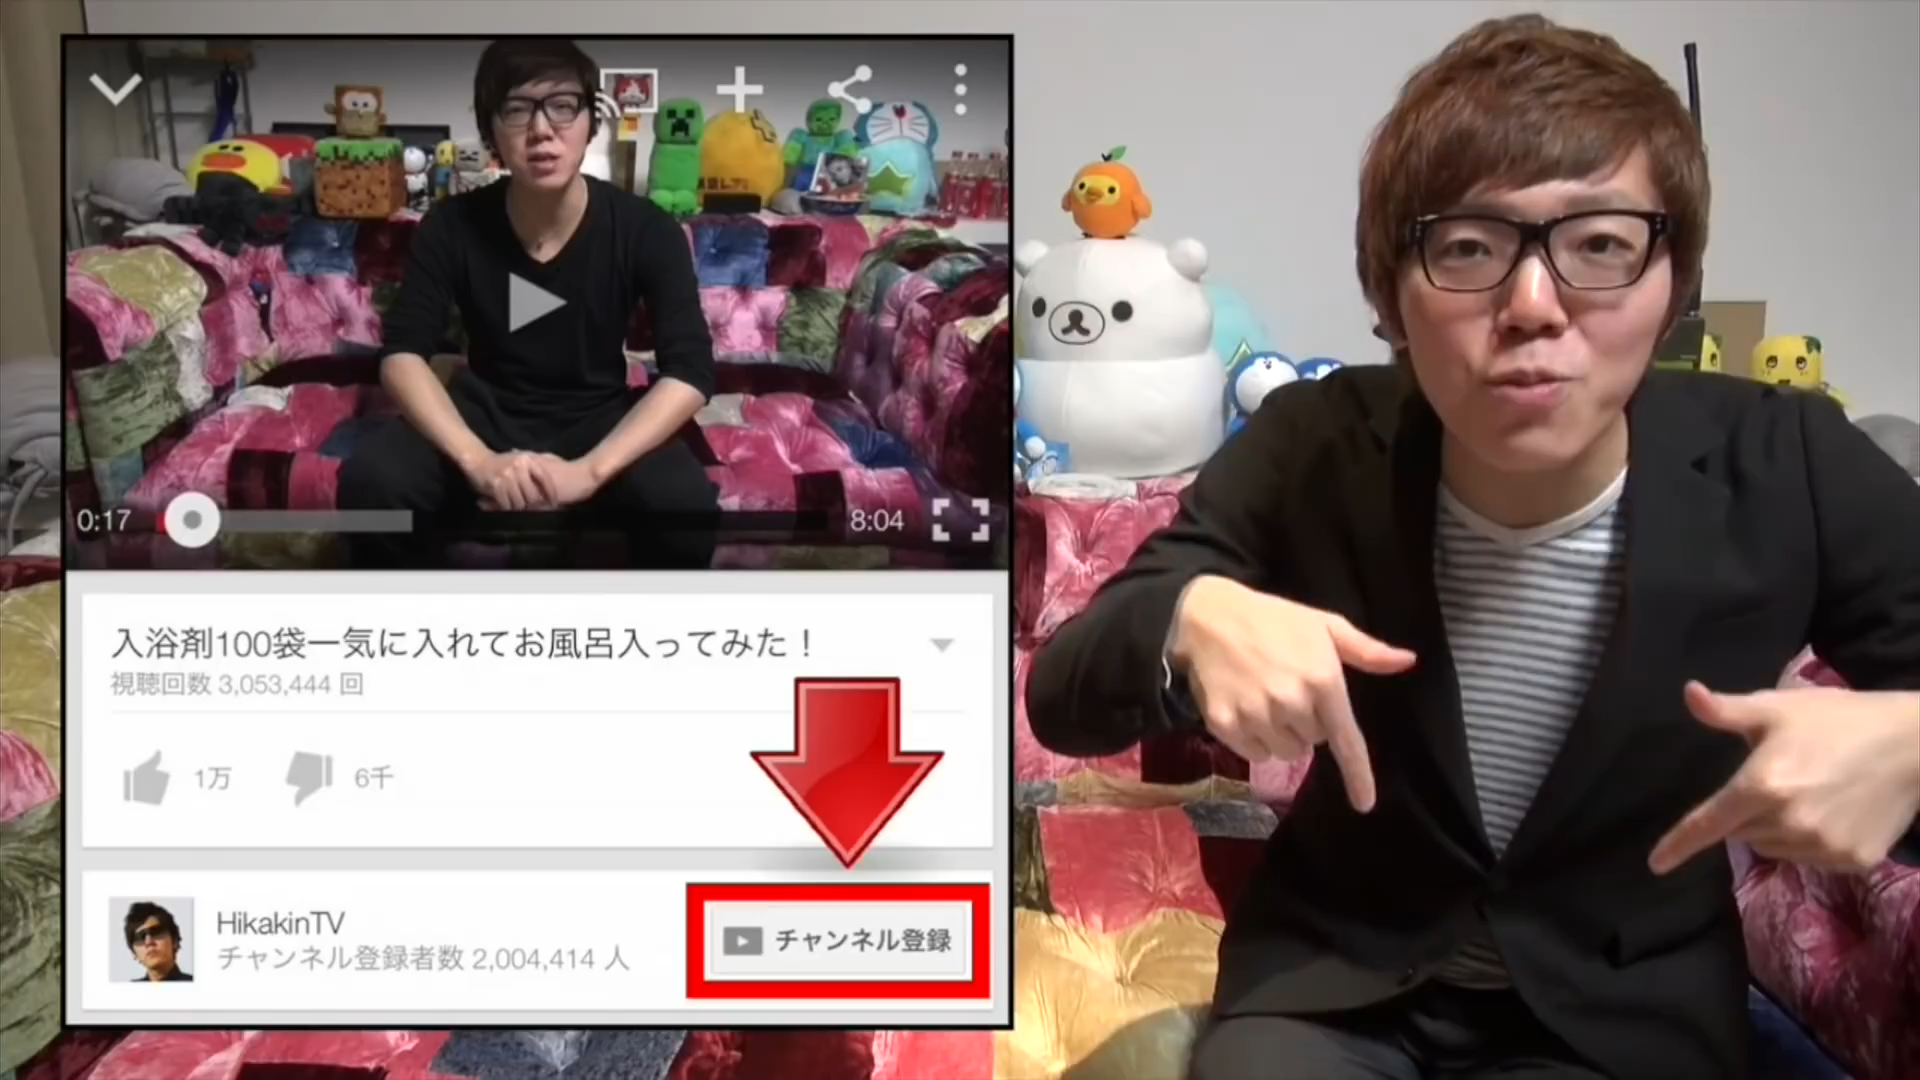 0:17
8:04
入浴剤100袋一気に入れてお風呂入ってみた！
視聴回数 3,053,444 回
1万
6千
HikakinTV
チャンネル登録者数 2,004,414 人
チャンネル登録